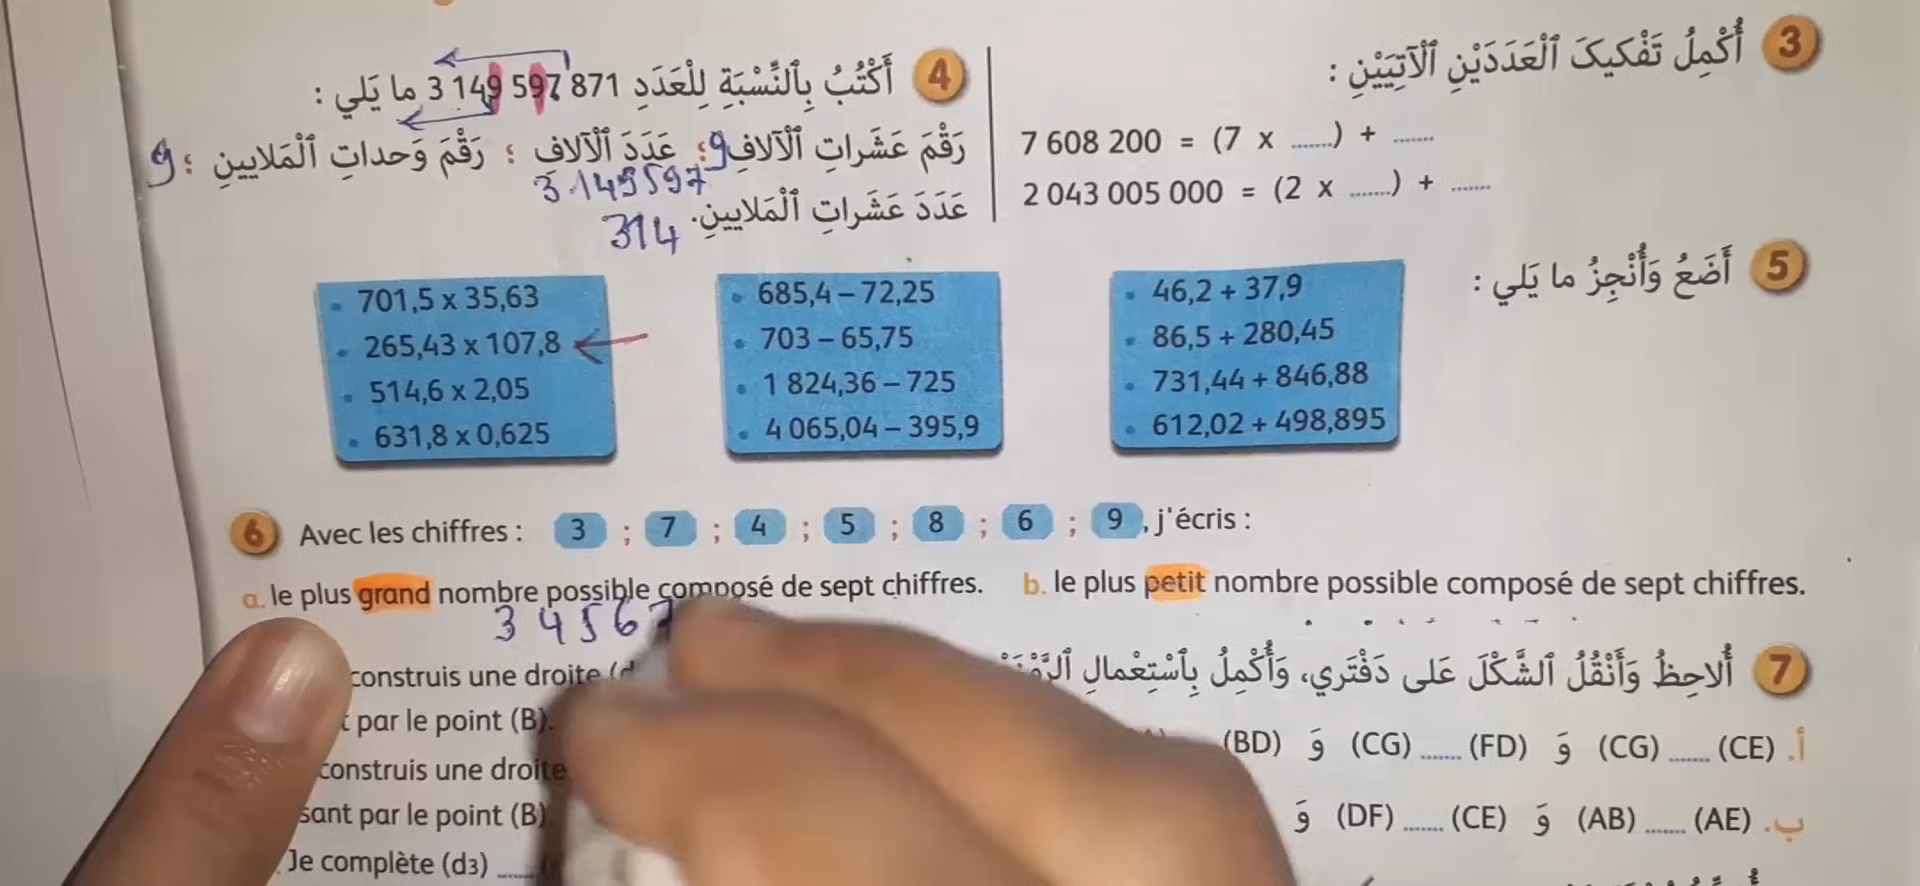 3 أُكْمِلُ تَفْكيكَ ٱلْعَدَدَيْنِ ٱلْآتِيَيْنِ :
7 608 200 = (7 x ......) + ......
2 043 005 000 = (2 x ......) + ......
4 أَكْتُبُ بِٱلنِّسْبَةِ لِلْعَدَدِ 3 149 597 871 ما يَلي :
رَقْمَ عَشَراتِ ٱلْآلافِ؛ 9 عَدَدَ ٱلْآلافِ ؛ رَقْمَ وَحداتِ ٱلْمَلايينِ ؛ 9
3 149597
عَدَدَ عَشَراتِ ٱلْمَلايينِ. 314
5 أَضَعُ وَأُنْجِزُ ما يَلي :
• 46,2 + 37,9
• 86,5 + 280,45
• 731,44 + 846,88
• 612,02 + 498,895
• 685,4 – 72,25
• 703 – 65,75
• 1 824,36 – 725
• 4 065,04 – 395,9
• 701,5 x 35,63
• 265,43 x 107,8
• 514,6 x 2,05
• 631,8 x 0,625
6 Avec les chiffres : 3 ; 7 ; 4 ; 5 ; 8 ; 6 ; 9 , j'écris :
a. le plus grand nombre possible composé de sept chiffres. b. le plus petit nombre possible composé de sept chiffres.
3 4 5 6 7
7 أُلاحِظُ وَأَنْقُلُ ٱلشَّكْلَ عَلى دَفْتَري، وَأُكْمِلُ بِٱسْتِعْمالِ
أ. (CE) ...... (CG) وَ (FD) ...... (CG) وَ (BD)
ب. (AE) ...... (AB) وَ (CE) ...... (DF) وَ
construis une droite (d
par le point (B).
construis une droite
sant par le point (B)
Je complète (d3) ......